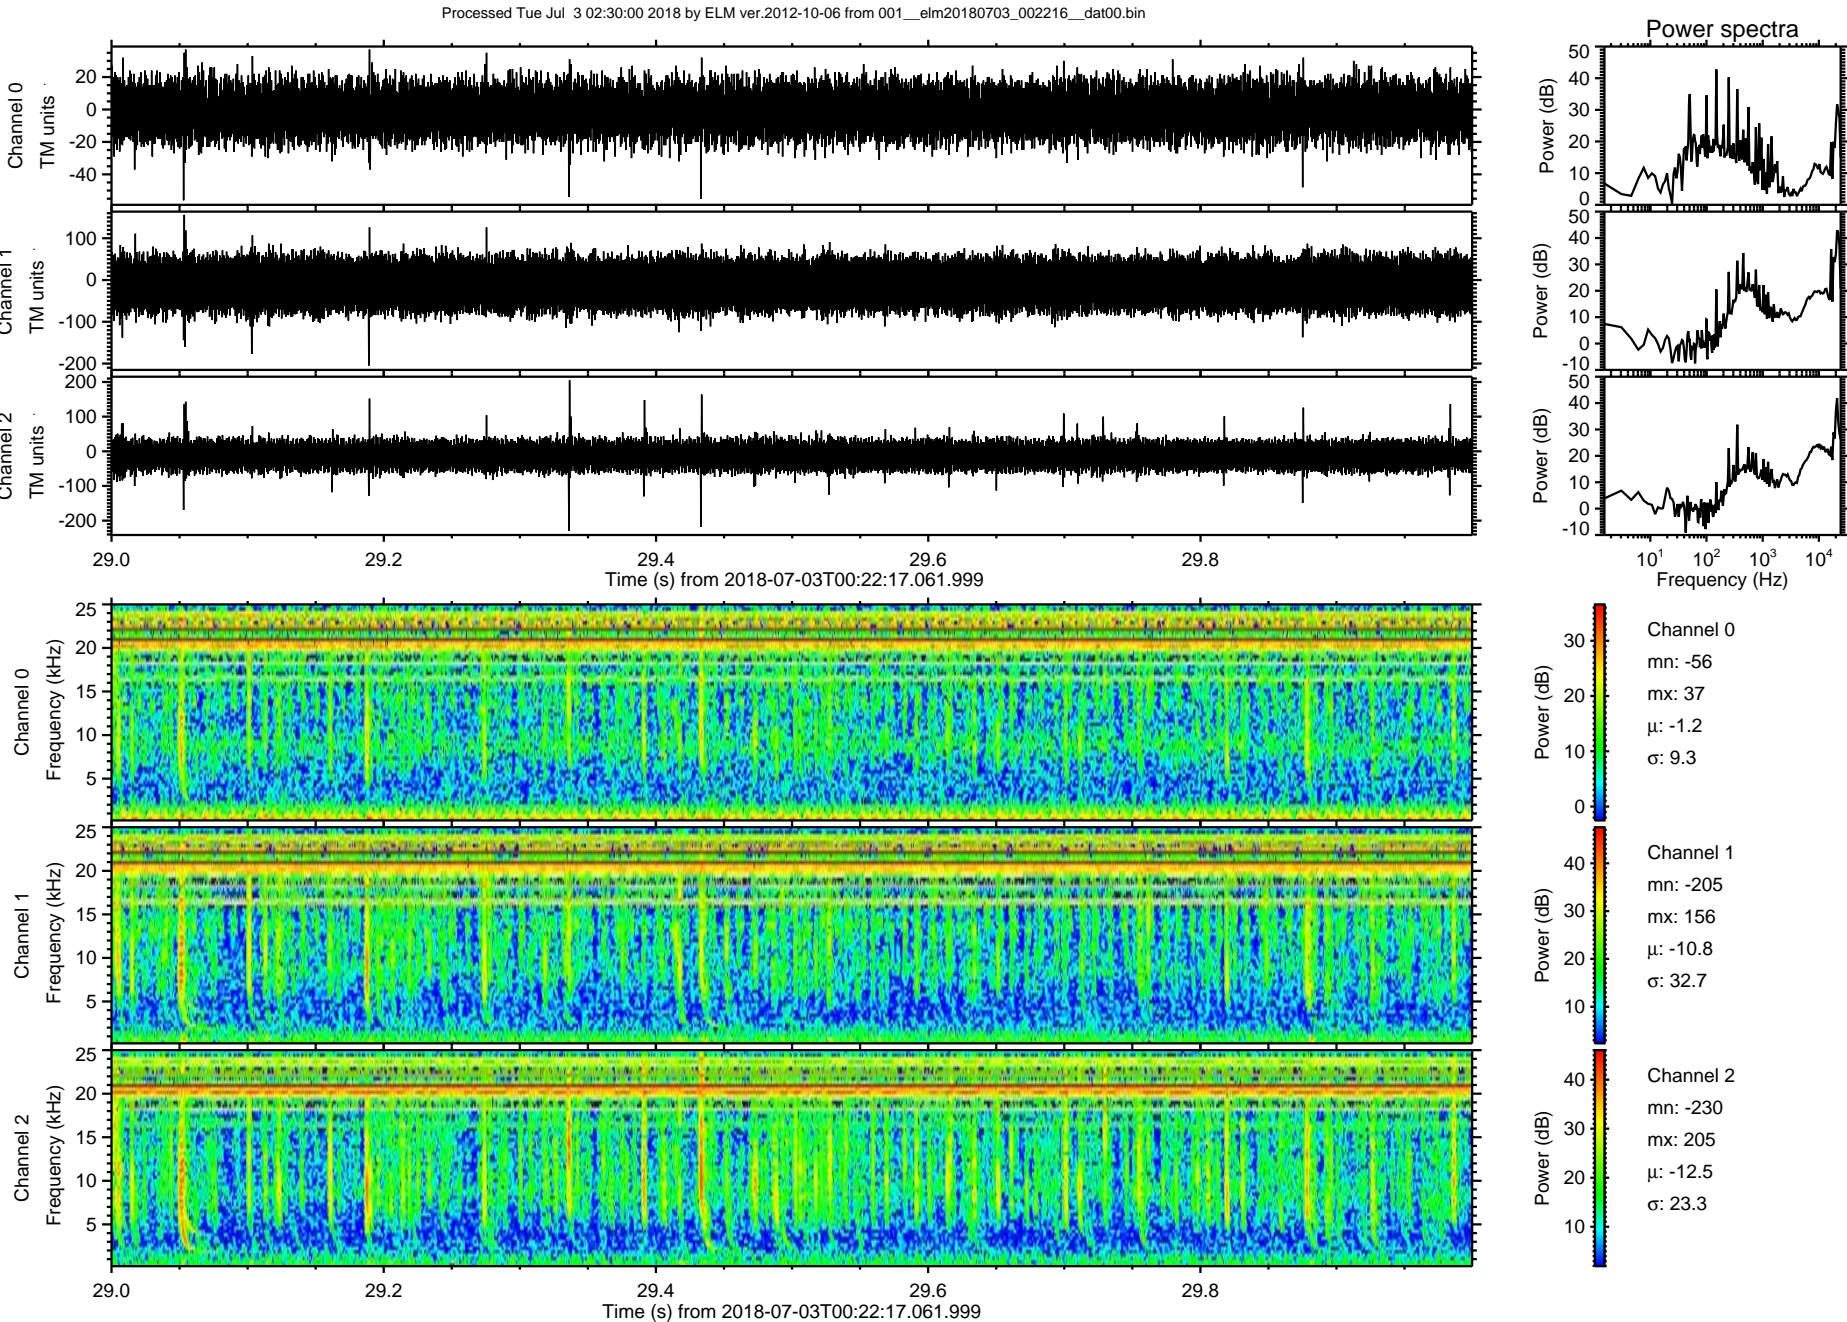 Processed Tue Jul 3 02:30:00 2018 by ELM ver.2012-10-06 from 001__elm20180703_002216__dat00.bin
Power spectra
Channel 0
TM units
20
0
-20
-40
Power (dB)
50
40
30
20
10
0
Channel 1
TM units
100
0
-100
-200
Power (dB)
50
40
30
20
10
0
-10
Channel 2
TM units
200
100
0
-100
-200
Power (dB)
50
40
30
20
10
0
-10
29.0 29.2 29.4 29.6 29.8
Time (s) from 2018-07-03T00:22:17.061.999
10¹ 10² 10³ 10⁴
Frequency (Hz)
Channel 0
Frequency (kHz)
25
20
15
10
5
Power (dB)
30
20
10
0
Channel 0
mn: -56
mx: 37
μ: -1.2
σ: 9.3
Channel 1
Frequency (kHz)
25
20
15
10
5
Power (dB)
40
30
20
10
Channel 1
mn: -205
mx: 156
μ: -10.8
σ: 32.7
Channel 2
Frequency (kHz)
25
20
15
10
5
Power (dB)
40
30
20
10
Channel 2
mn: -230
mx: 205
μ: -12.5
σ: 23.3
29.0 29.2 29.4 29.6 29.8
Time (s) from 2018-07-03T00:22:17.061.999